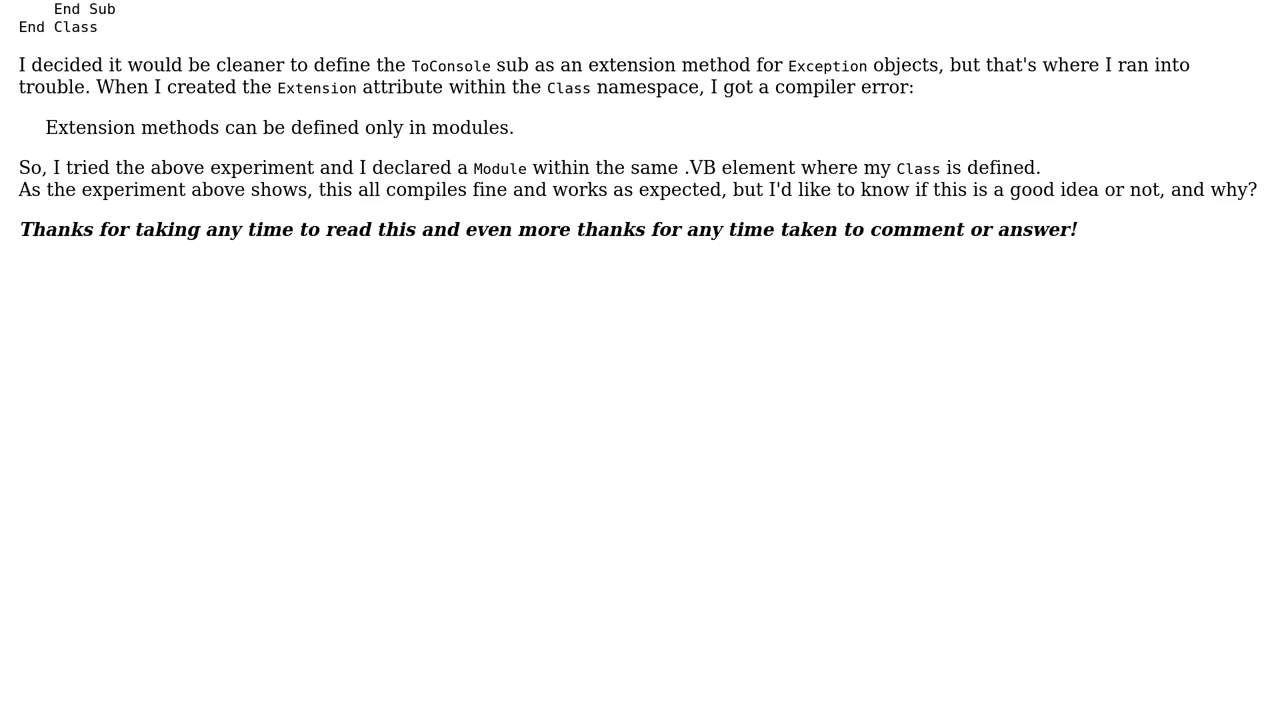 End Sub
End Class
I decided it would be cleaner to define the ToConsole sub as an extension method for Exception objects, but that's where I ran into
trouble. When I created the Extension attribute within the Class namespace, I got a compiler error:
Extension methods can be defined only in modules.
So, I tried the above experiment and I declared a Module within the same .VB element where my Class is defined.
As the experiment above shows, this all compiles fine and works as expected, but I'd like to know if this is a good idea or not, and why?
Thanks for taking any time to read this and even more thanks for any time taken to comment or answer!